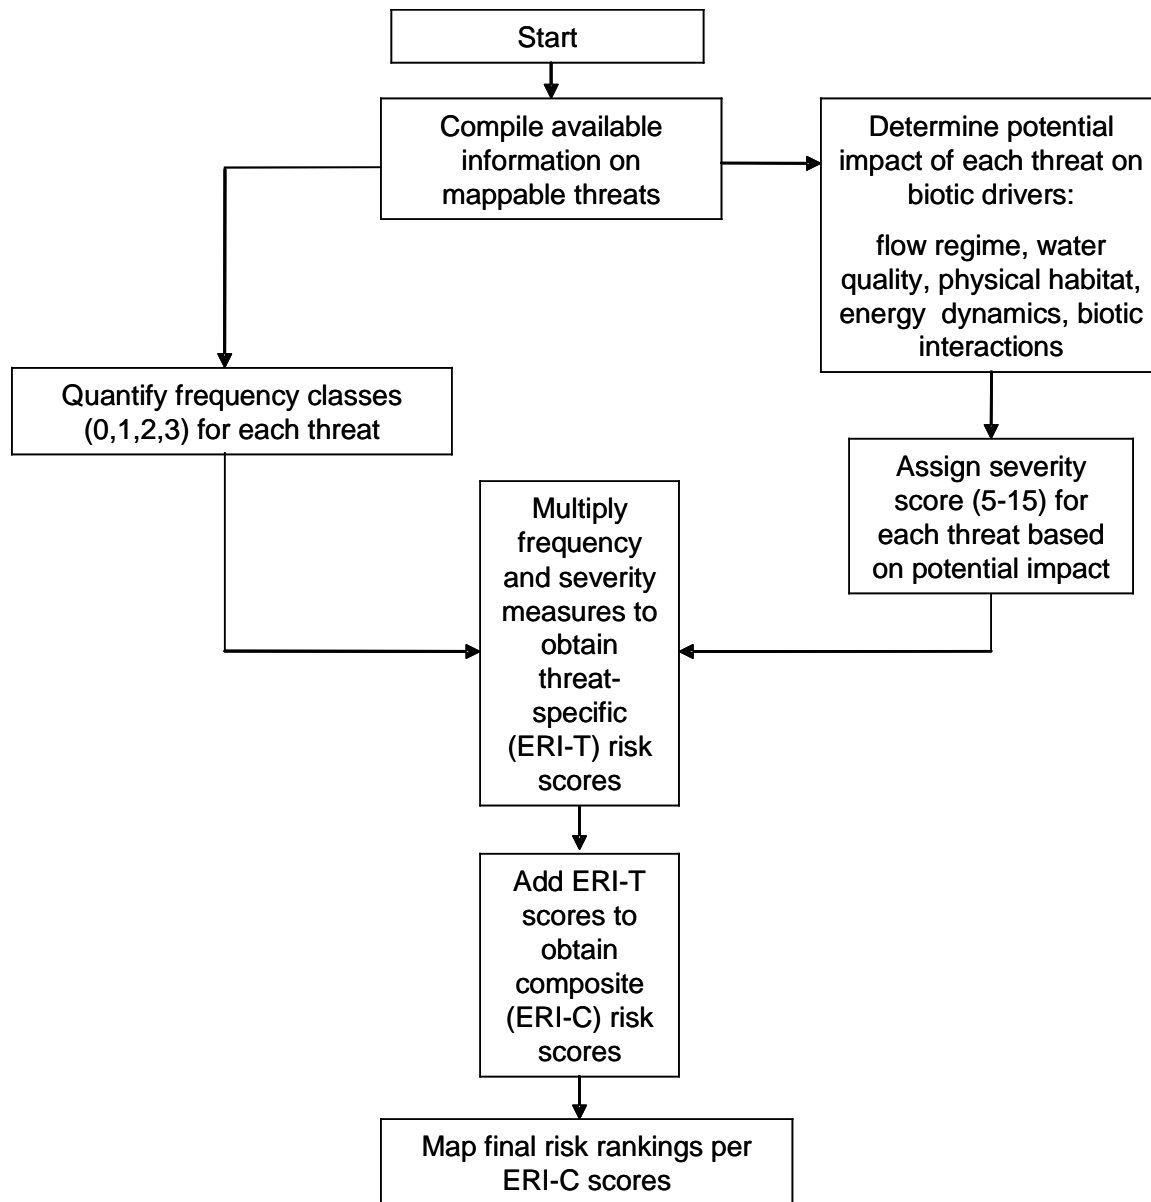 Start
Compile available
information on
mappable threats
Determine potential
impact of each threat on
biotic drivers:
flow regime, water
quality, physical habitat,
energy dynamics, biotic
interactions
Quantify frequency classes
(0,1,2,3) for each threat
Assign severity
score (5-15) for
each threat based
on potential impact
Multiply
frequency
and severity
measures to
obtain
threat-
specific
(ERI-T) risk
scores
Add ERI-T
scores to
obtain
composite
(ERI-C) risk
scores
Map final risk rankings per
ERI-C scores